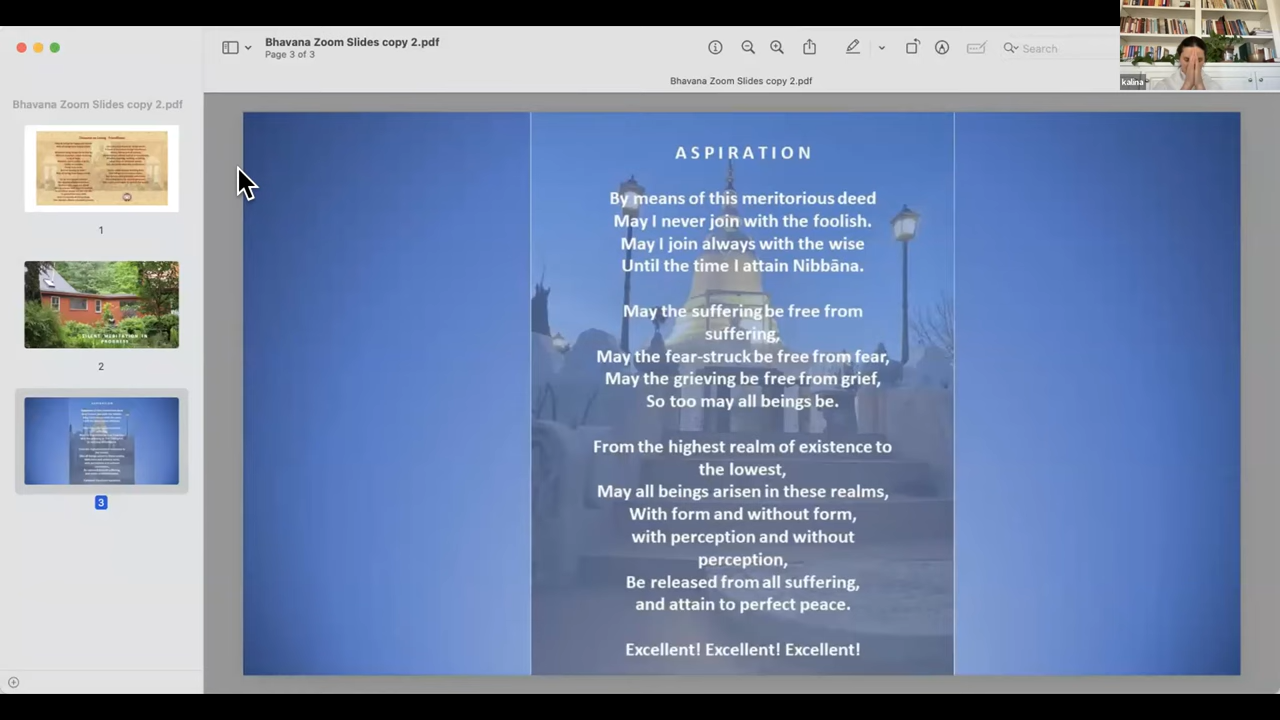 Bhavana Zoom Slides copy 2.pdf
Page 3 of 3
Search
kalina
Bhavana Zoom Slides copy 2.pdf
Bhavana Zoom Slides copy 2.pdf
1
SILENT MEDITATION IN
PROGRESS
2
3
ASPIRATION
By means of this meritorious deed
May I never join with the foolish.
May I join always with the wise
Until the time I attain Nibbāna.
May the suffering be free from
suffering,
May the fear-struck be free from fear,
May the grieving be free from grief,
So too may all beings be.
From the highest realm of existence to
the lowest,
May all beings arisen in these realms,
With form and without form,
with perception and without
perception,
Be released from all suffering,
and attain to perfect peace.
Excellent! Excellent! Excellent!